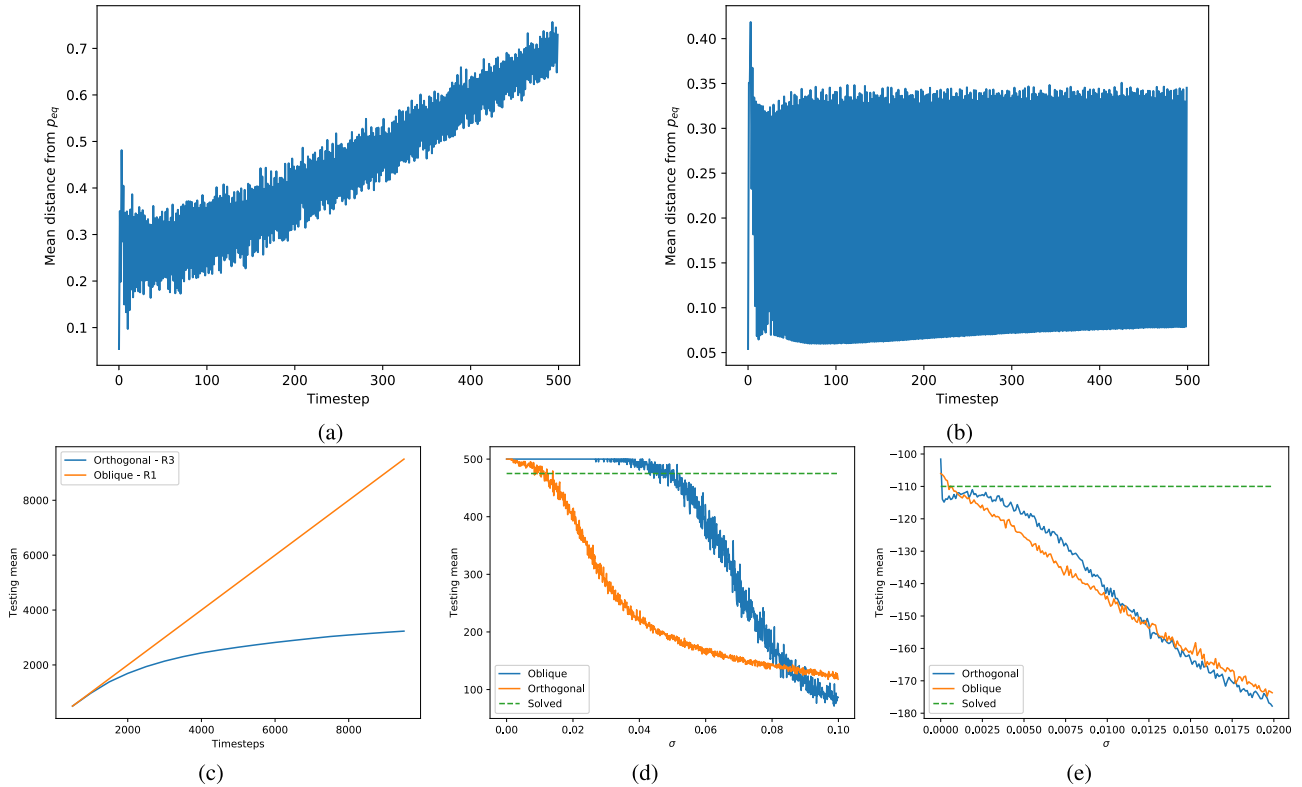 0.7
0.6
0.5
0.4
0.3
0.2
0.1
Mean distance from p_eq
0 100 200 300 400 500
Timestep
(a)
0.40
0.35
0.30
0.25
0.20
0.15
0.10
0.05
Mean distance from p_eq
0 100 200 300 400 500
Timestep
(b)
Orthogonal - R3
Oblique - R1
8000
6000
4000
2000
Testing mean
2000 4000 6000 8000
Timesteps
(c)
500
400
300
200
100
Testing mean
Oblique
Orthogonal
Solved
0.00 0.02 0.04 0.06 0.08 0.10
σ
(d)
−100
−110
−120
−130
−140
−150
−160
−170
−180
Testing mean
Orthogonal
Oblique
Solved
0.0000 0.0025 0.0050 0.0075 0.0100 0.0125 0.0150 0.0175 0.0200
σ
(e)